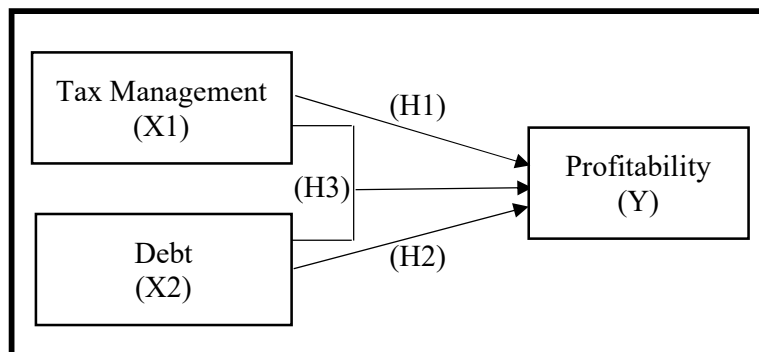 Tax Management
(X1)
(H1)
Profitability
(Y)
(H3)
Debt
(X2)
(H2)